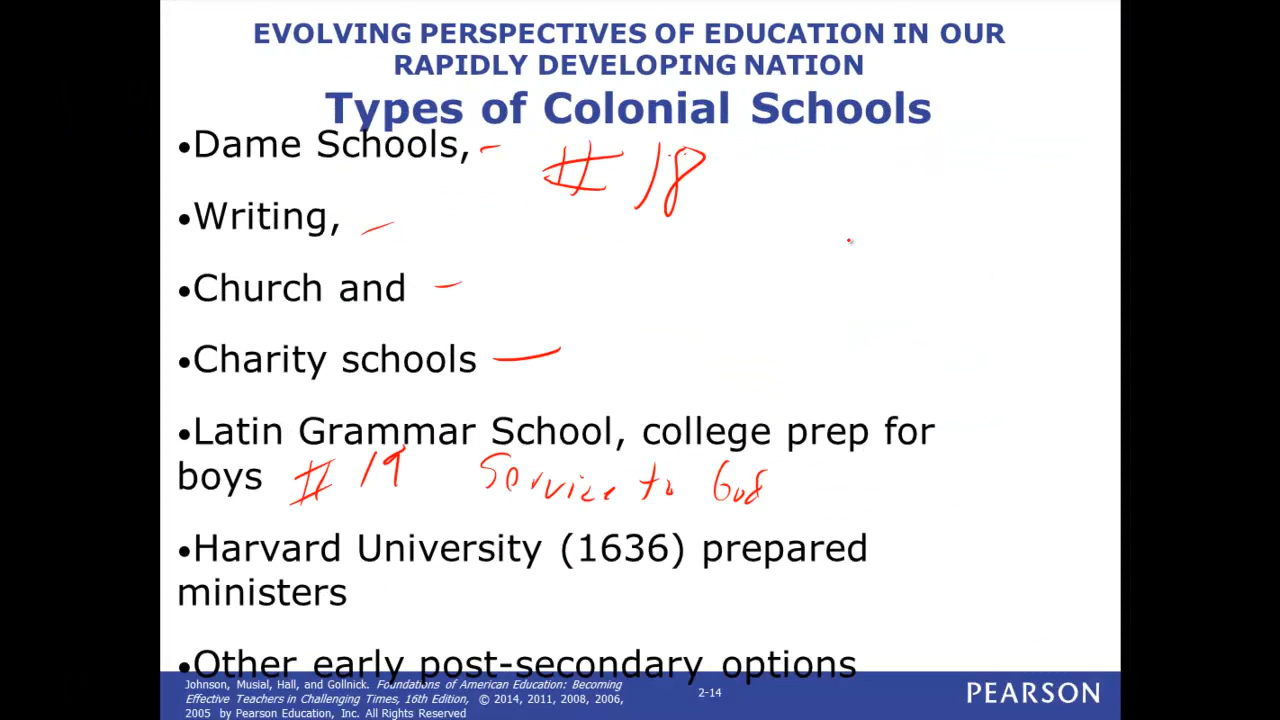 EVOLVING PERSPECTIVES OF EDUCATION IN OUR
RAPIDLY DEVELOPING NATION
Types of Colonial Schools
•Dame Schools, - # 18
•Writing, -
•Church and -
•Charity schools -
•Latin Grammar School, college prep for
boys # 19 Service to God
•Harvard University (1636) prepared
ministers
•Other early post-secondary options
Johnson, Musial, Hall, and Gollnick. Foundations of American Education: Becoming
Effective Teachers in Challenging Times, 16th Edition, © 2014, 2011, 2008, 2006,
2005 by Pearson Education, Inc. All Rights Reserved
2-14
PEARSON